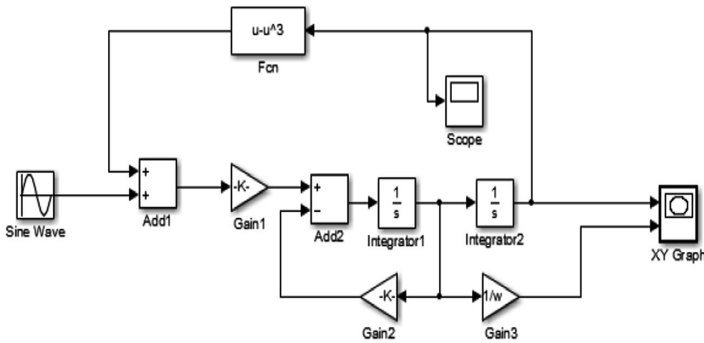 u-u^3
Fcn
Scope
+
+
Add1
-K-
Gain1
+
−
Add2
1
s
Integrator1
1
s
Integrator2
Sine Wave
XY Graph
-K-
Gain2
1/w
Gain3